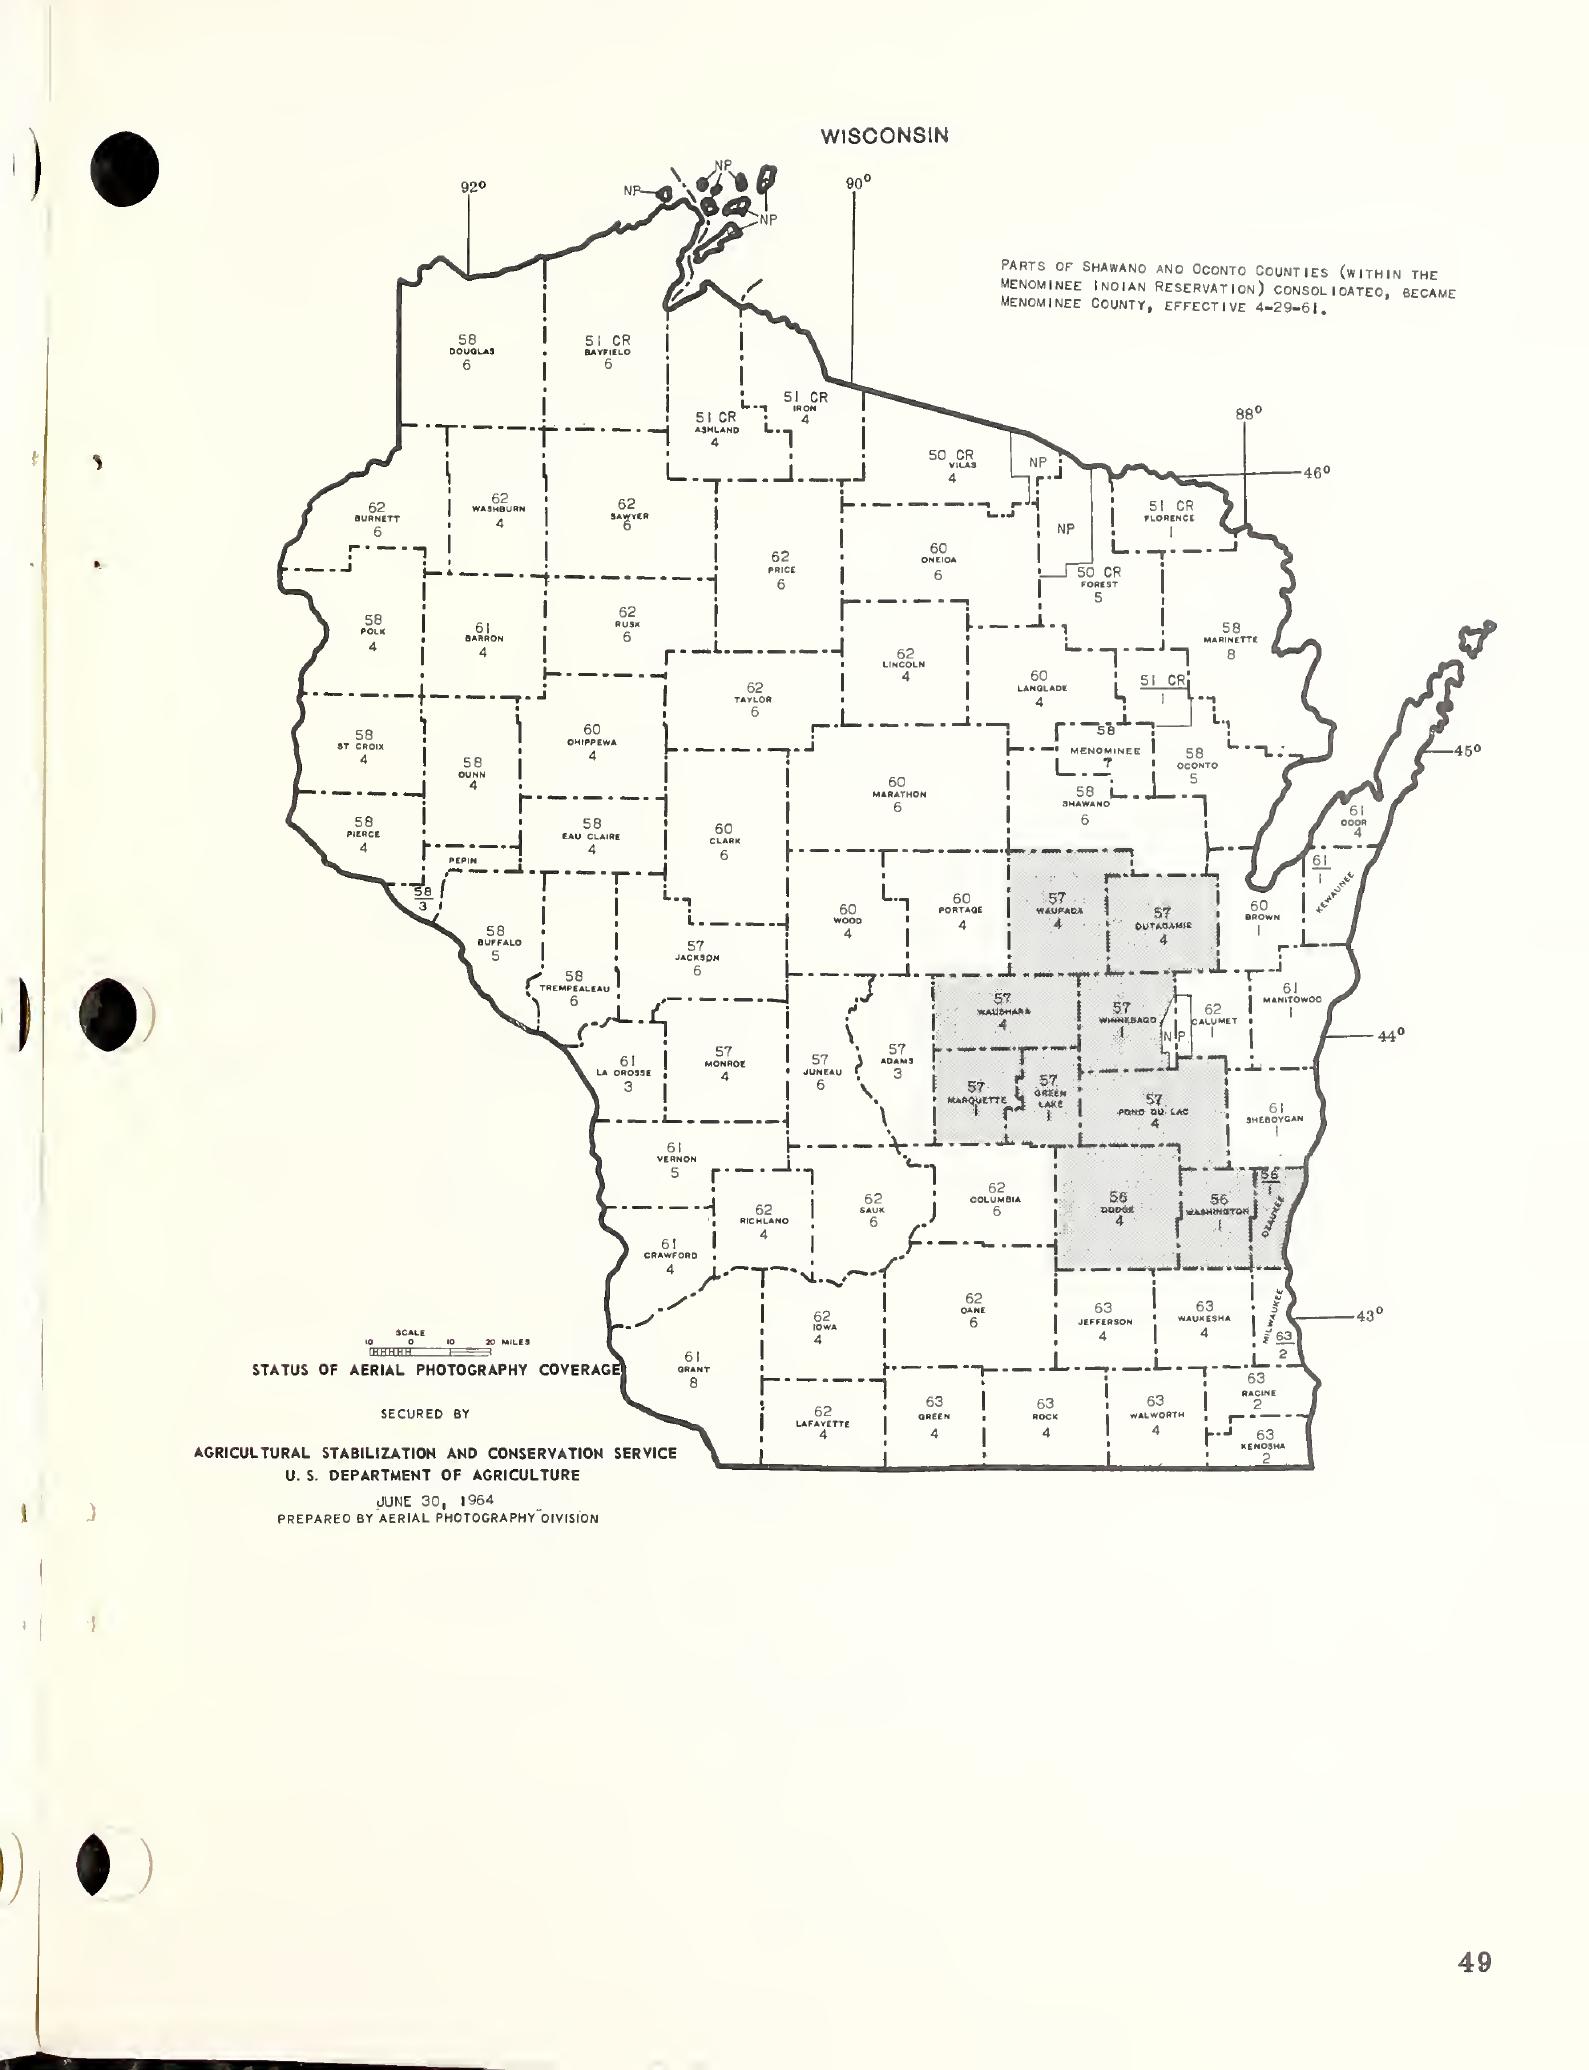 WISCONSIN
92°
NP
NP
NP
90°
PARTS OF SHAWANO AND OCONTO COUNTIES (WITHIN THE
MENOMINEE INDIAN RESERVATION) CONSOLIDATED, BECAME
MENOMINEE COUNTY, EFFECTIVE 4-29-61.
58
DOUGLAS
6
51 CR
BAYFIELD
6
51 CR
ASHLAND
4
51 CR
IRON
4
88°
50 CR
VILAS
4
NP
46°
62
BURNETT
6
62
WASHBURN
4
62
SAWYER
6
51 CR
FLORENCE
1
NP
62
PRICE
6
60
ONEIDA
6
50 CR
FOREST
5
58
POLK
4
61
BARRON
4
62
RUSK
6
58
MARINETTE
8
62
LINCOLN
4
62
TAYLOR
6
60
LANGLADE
4
51 CR
1
58
ST CROIX
4
58
DUNN
4
60
CHIPPEWA
4
58
MENOMINEE
7
58
OCONTO
5
45°
60
MARATHON
6
58
SHAWANO
6
58
PIERCE
4
58
EAU CLAIRE
4
60
CLARK
6
61
DOOR
4
PEPIN
58
3
61
1
KEWAUNEE
60
WOOD
4
60
PORTAGE
4
57
WAUPACA
4
57
OUTAGAMIE
4
60
BROWN
1
58
BUFFALO
5
58
TREMPEALEAU
6
57
JACKSON
6
57
WAUSHARA
4
57
WINNEBAGO
1
NP
62
CALUMET
1
61
MANITOWOC
1
44°
61
LA CROSSE
3
57
MONROE
4
57
JUNEAU
6
57
ADAMS
3
57
MARQUETTE
1
57
GREEN
LAKE
1
57
FOND DU LAC
4
61
SHEBOYGAN
1
61
VERNON
5
62
RICHLAND
4
62
SAUK
6
62
COLUMBIA
6
56
DODGE
4
56
WASHINGTON
1
56
1
OZAUKEE
61
CRAWFORD
4
62
IOWA
4
62
DANE
6
63
JEFFERSON
4
63
WAUKESHA
4
MILWAUKEE
63
2
43°
61
GRANT
8
62
LAFAYETTE
4
63
GREEN
4
63
ROCK
4
63
WALWORTH
4
63
RACINE
2
63
KENOSHA
2
SCALE
10 0 10 20 MILES
STATUS OF AERIAL PHOTOGRAPHY COVERAGE
SECURED BY
AGRICULTURAL STABILIZATION AND CONSERVATION SERVICE
U. S. DEPARTMENT OF AGRICULTURE
JUNE 30, 1964
PREPARED BY AERIAL PHOTOGRAPHY DIVISION
49